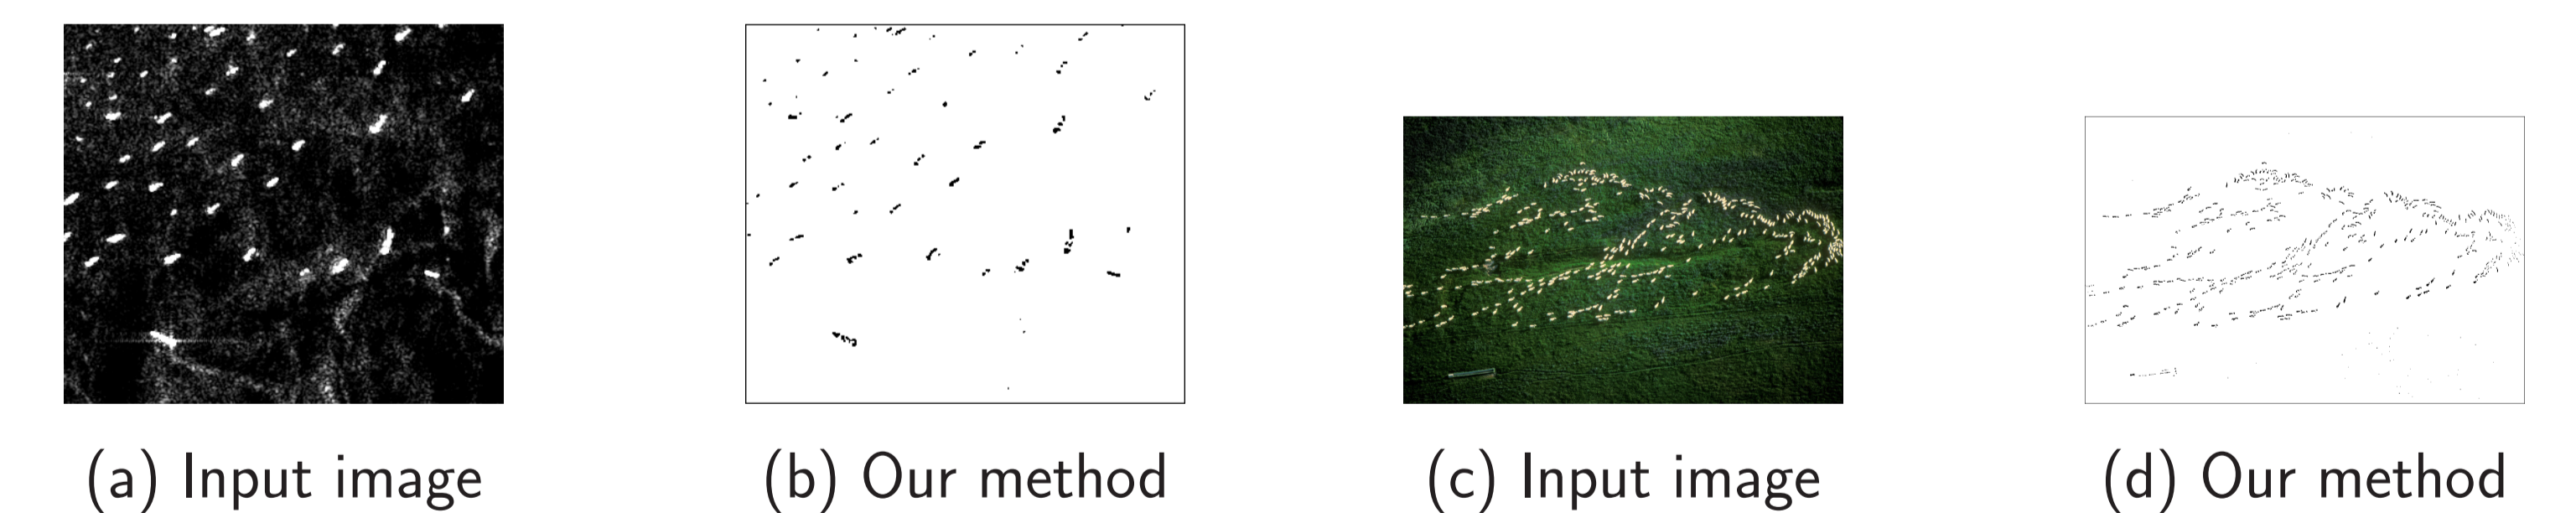 (a) Input image
(b) Our method
(c) Input image
(d) Our method